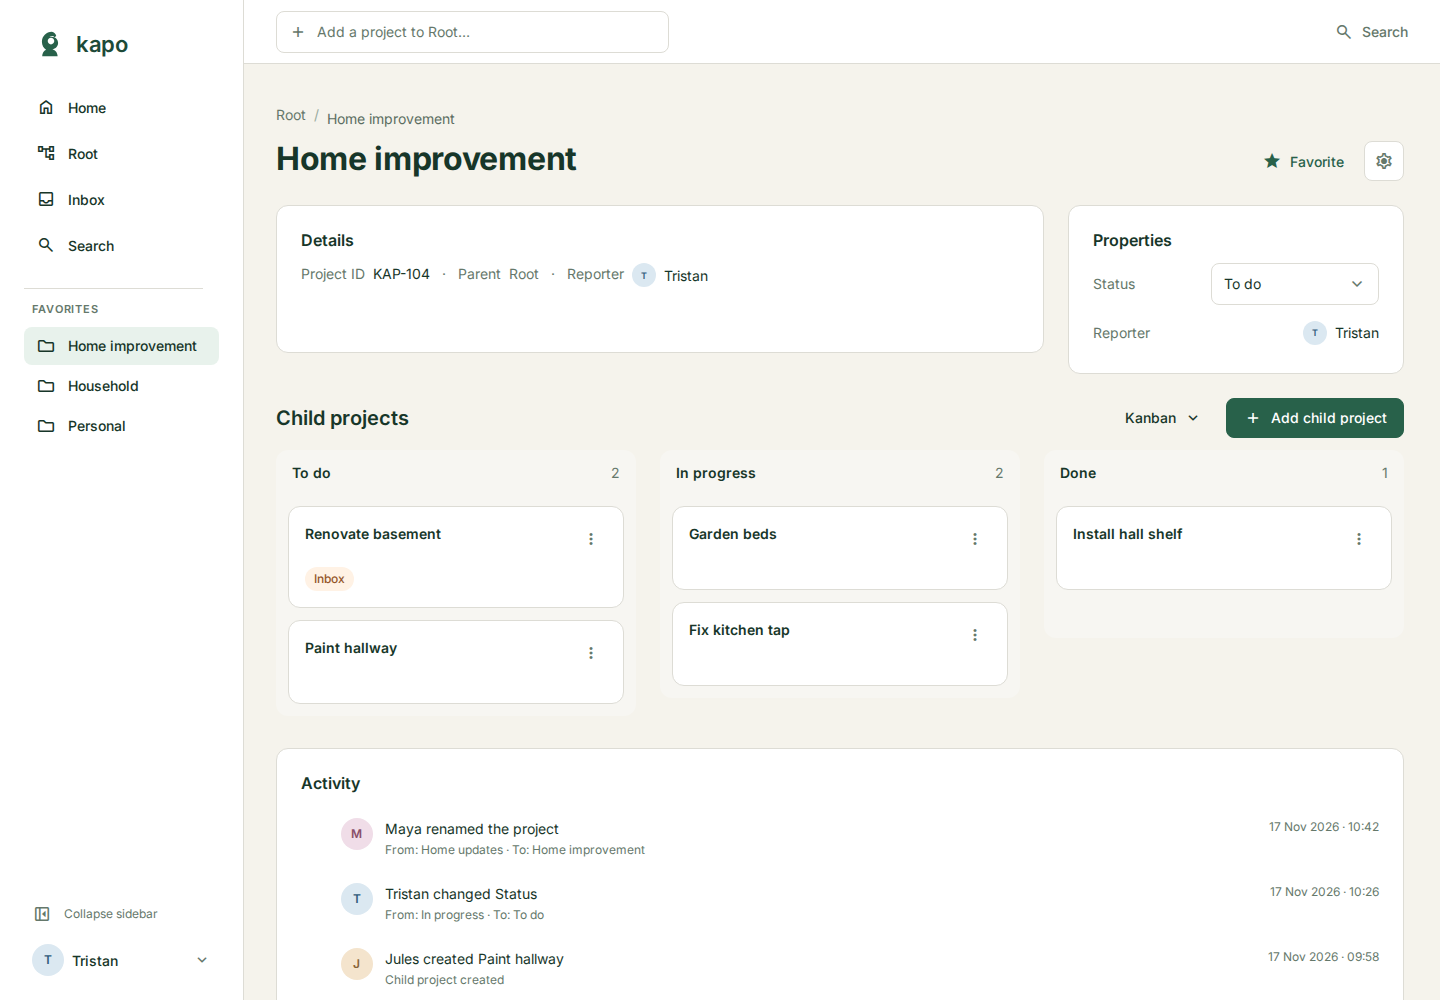 kapo
Home
Root
Inbox
Search
FAVORITES
Home improvement
Household
Personal
Collapse sidebar
T Tristan
Add a project to Root...
Search
Root / Home improvement
Home improvement
Favorite
Details
Project ID KAP-104 · Parent Root · Reporter T Tristan
Properties
Status To do
Reporter T Tristan
Child projects
Kanban
Add child project
To do 2
Renovate basement
Inbox
Paint hallway
In progress 2
Garden beds
Fix kitchen tap
Done 1
Install hall shelf
Activity
M Maya renamed the project 17 Nov 2026 · 10:42
From: Home updates · To: Home improvement
T Tristan changed Status 17 Nov 2026 · 10:26
From: In progress · To: To do
J Jules created Paint hallway 17 Nov 2026 · 09:58
Child project created